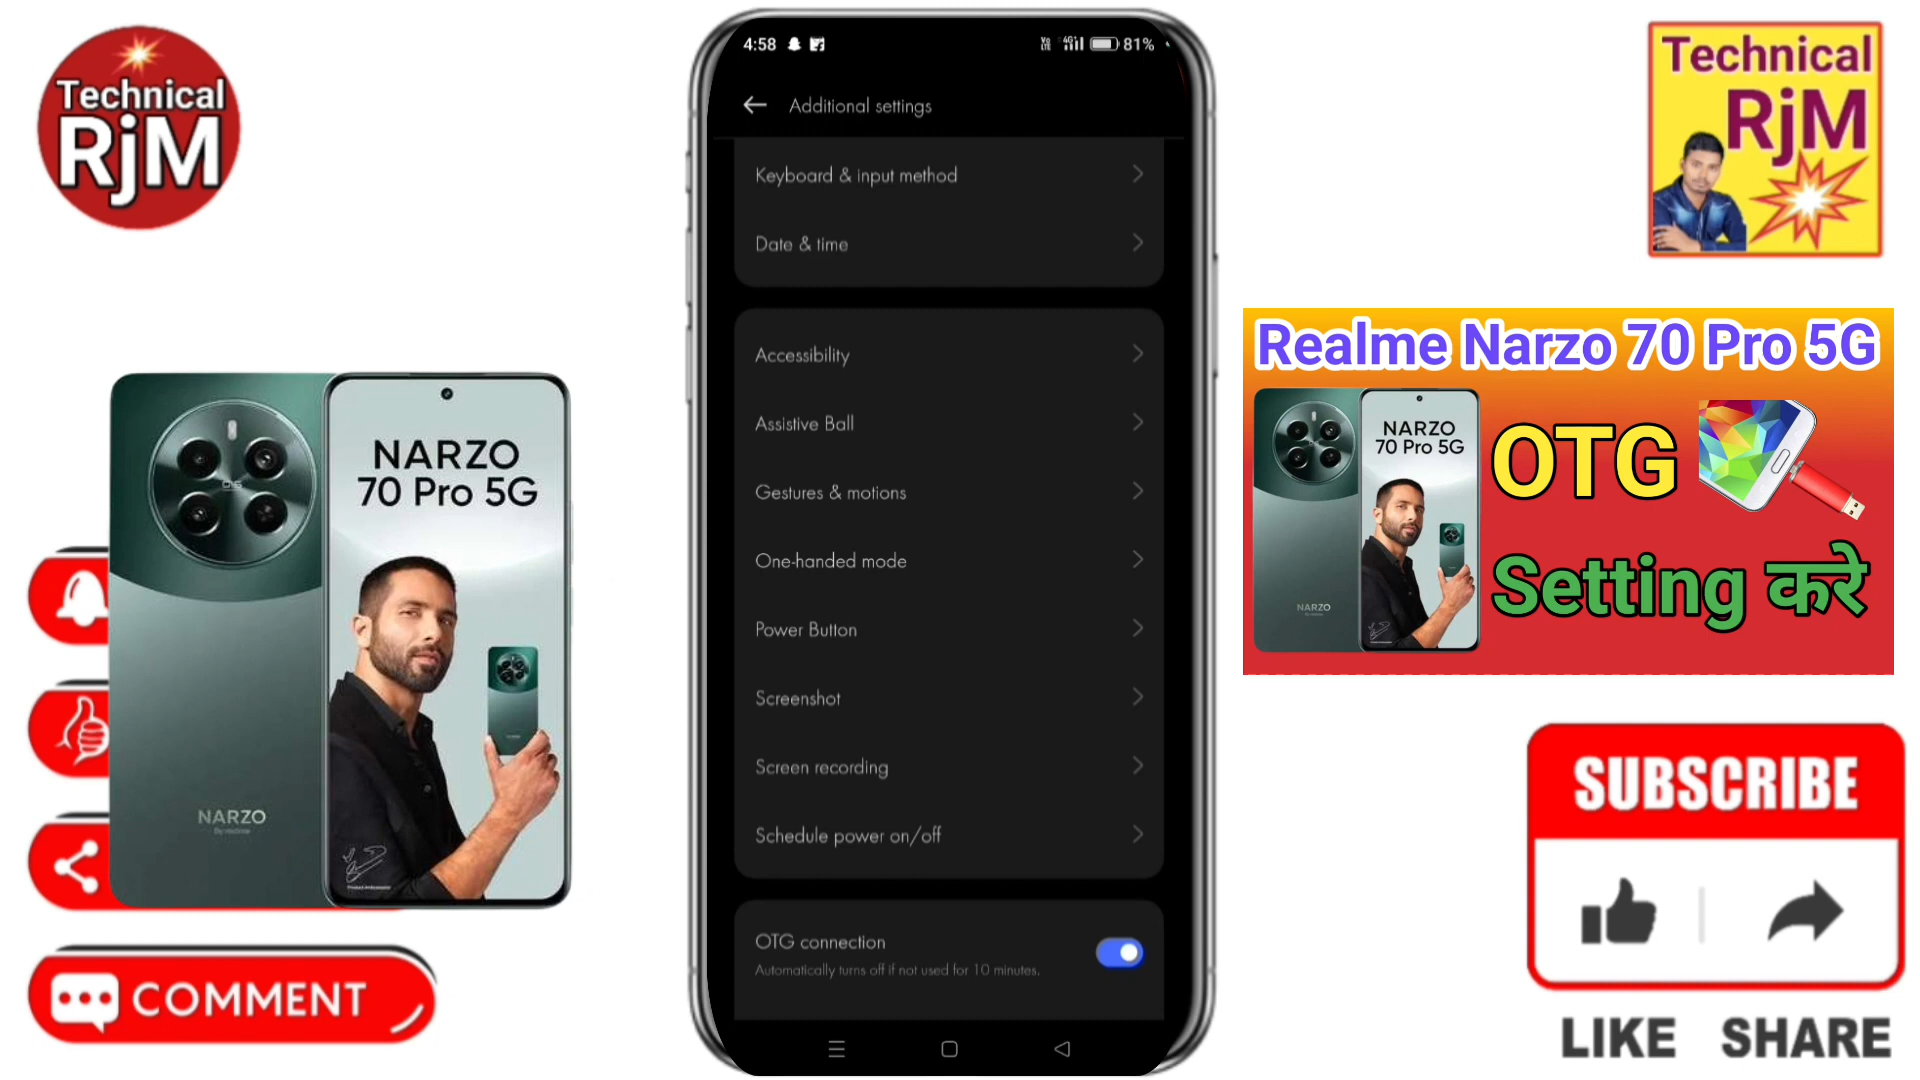 Technical
RjM
NARZO
70 Pro 5G
NARZO
COMMENT
4:58
4G+
81%
Additional settings
Keyboard & input method
Date & time
Accessibility
Assistive Ball
Gestures & motions
One-handed mode
Power Button
Screenshot
Screen recording
Schedule power on/off
OTG connection
Automatically turns off if not used for 10 minutes.
Technical
RjM
Realme Narzo 70 Pro 5G
NARZO
70 Pro 5G
NARZO
OTG
Setting करे
SUBSCRIBE
LIKE SHARE